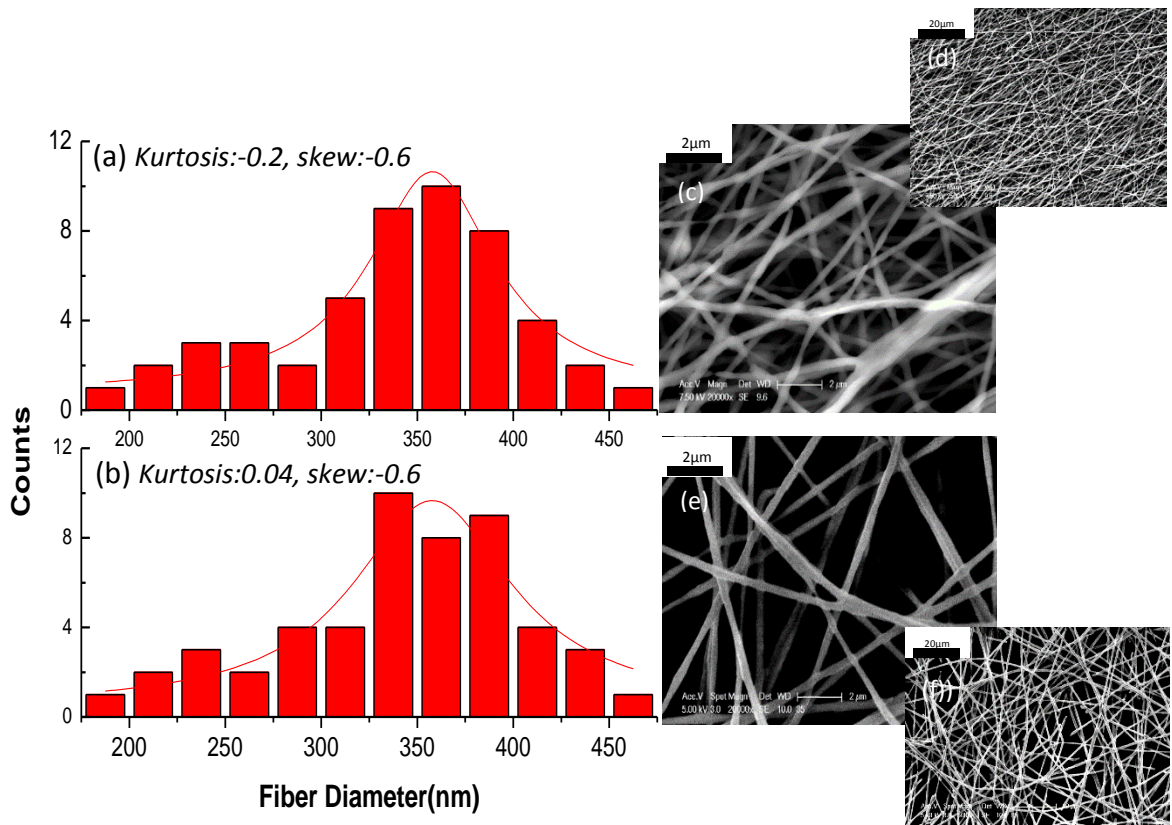 (a) Kurtosis:-0.2, skew:-0.6
12
8
4
0
200 250 300 350 400 450
(b) Kurtosis:0.04, skew:-0.6
12
8
4
0
200 250 300 350 400 450
Counts
Fiber Diameter(nm)
2µm
(c)
Acc.V Magn Det WD 2 µm
7.50 kV 20000x SE 9.6
20µm
(d)
2µm
(e)
Acc.V Spot Magn Det WD 2 µm
5.00 kV 3.0 20000x SE 10.0 35
20µm
(f))